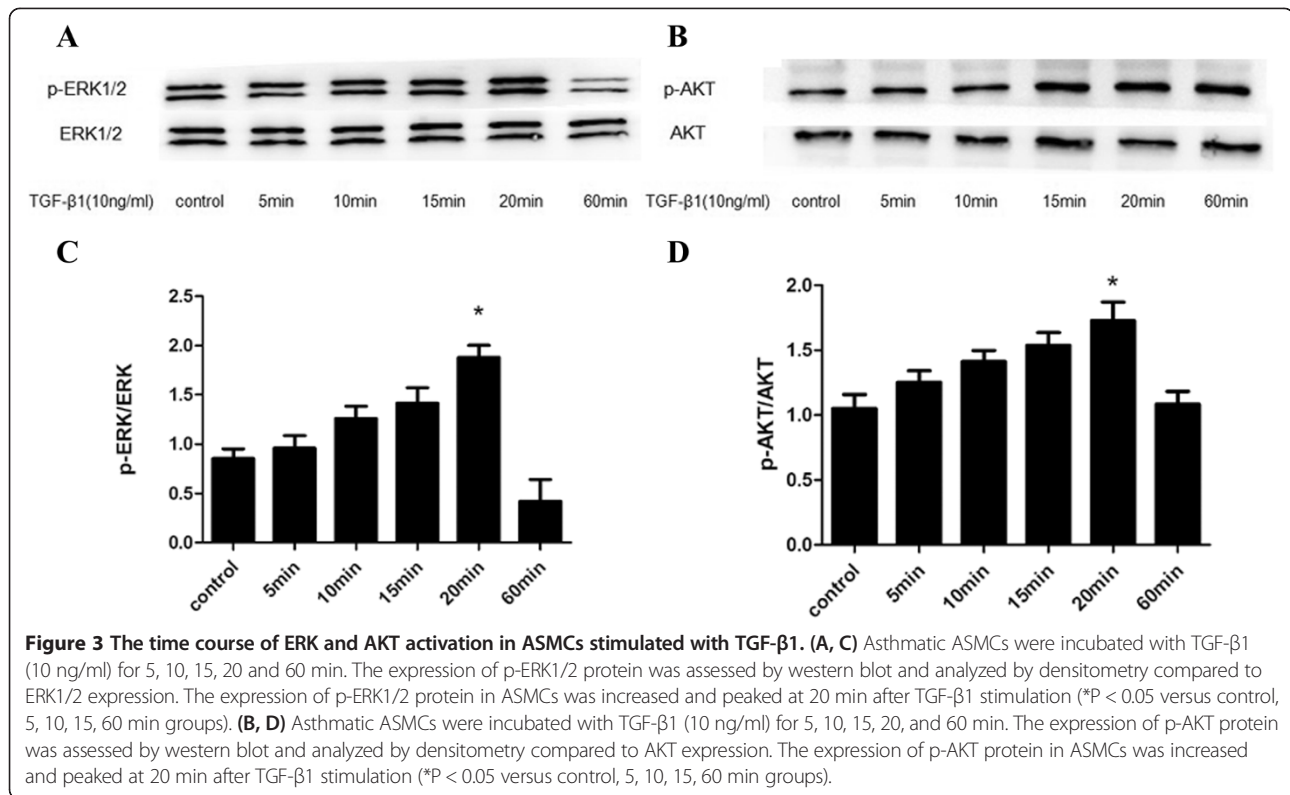 A
B
p-ERK1/2
ERK1/2
p-AKT
AKT
TGF-β1(10ng/ml) control 5min 10min 15min 20min 60min
TGF-β1(10ng/ml) control 5min 10min 15min 20min 60min
C
p-ERK/ERK
2.5
2.0
1.5
1.0
0.5
0.0
*
control 5min 10min 15min 20min 60min
D
p-AKT/AKT
2.0
1.5
1.0
0.5
0.0
*
control 5min 10min 15min 20min 60min
Figure 3 The time course of ERK and AKT activation in ASMCs stimulated with TGF-β1. (A, C) Asthmatic ASMCs were incubated with TGF-β1
(10 ng/ml) for 5, 10, 15, 20 and 60 min. The expression of p-ERK1/2 protein was assessed by western blot and analyzed by densitometry compared to
ERK1/2 expression. The expression of p-ERK1/2 protein in ASMCs was increased and peaked at 20 min after TGF-β1 stimulation (*P < 0.05 versus control,
5, 10, 15, 60 min groups). (B, D) Asthmatic ASMCs were incubated with TGF-β1 (10 ng/ml) for 5, 10, 15, 20, and 60 min. The expression of p-AKT protein
was assessed by western blot and analyzed by densitometry compared to AKT expression. The expression of p-AKT protein in ASMCs was increased
and peaked at 20 min after TGF-β1 stimulation (*P < 0.05 versus control, 5, 10, 15, 60 min groups).